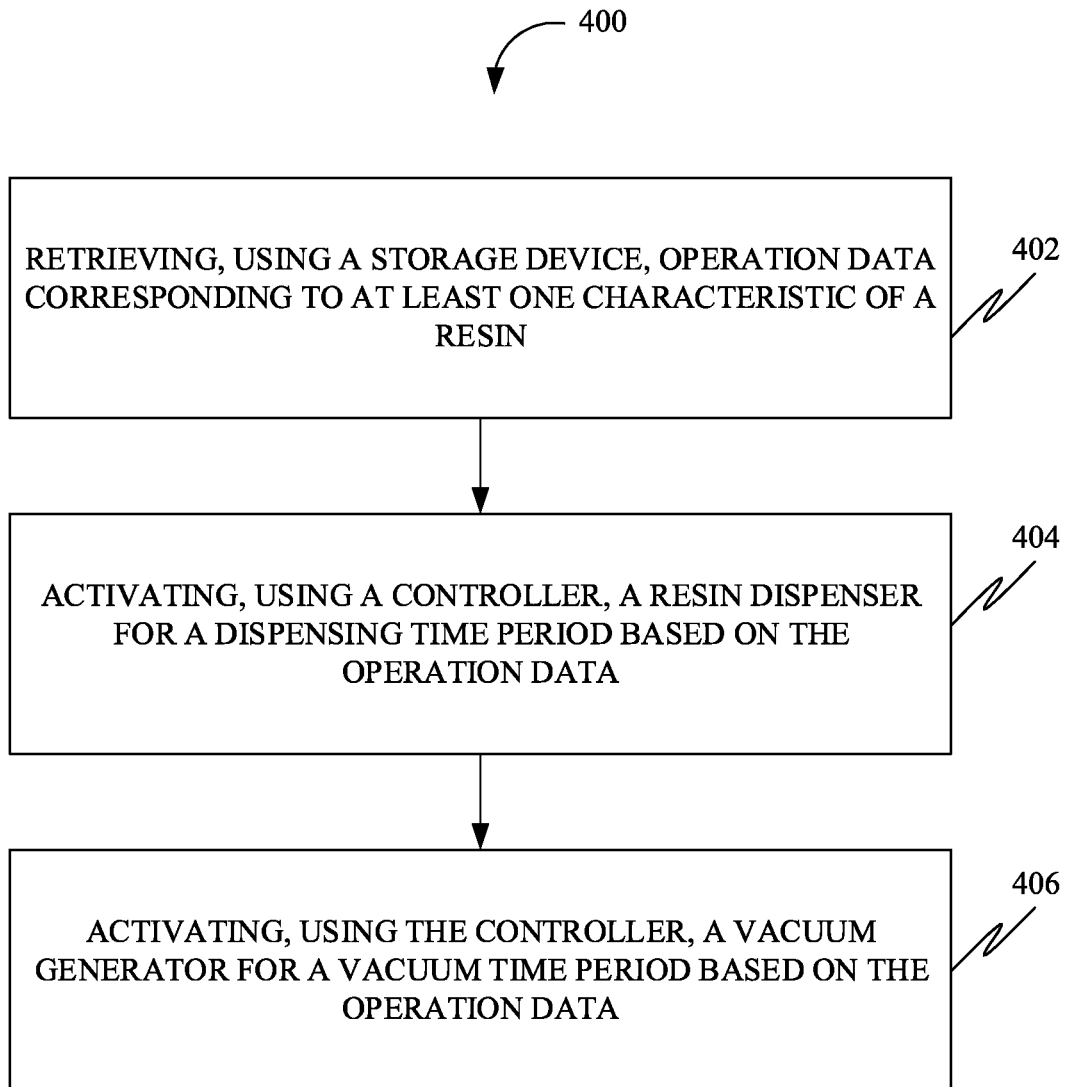 400
RETRIEVING, USING A STORAGE DEVICE, OPERATION DATA
CORRESPONDING TO AT LEAST ONE CHARACTERISTIC OF A
RESIN
402
ACTIVATING, USING A CONTROLLER, A RESIN DISPENSER
FOR A DISPENSING TIME PERIOD BASED ON THE
OPERATION DATA
404
ACTIVATING, USING THE CONTROLLER, A VACUUM
GENERATOR FOR A VACUUM TIME PERIOD BASED ON THE
OPERATION DATA
406